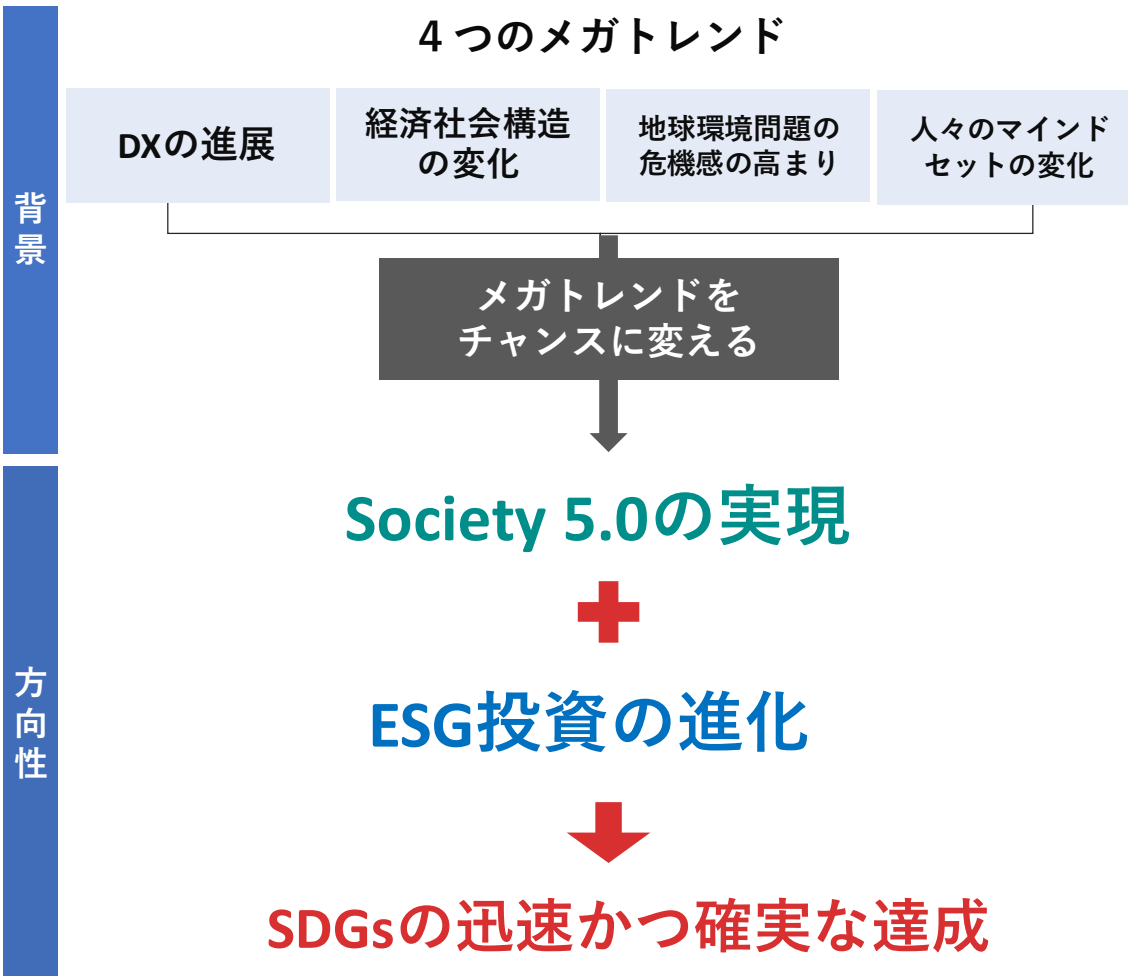 ４つのメガトレンド
DXの進展
経済社会構造
の変化
地球環境問題の
危機感の高まり
人々のマインド
セットの変化
背景
メガトレンドを
チャンスに変える
方向性
Society 5.0の実現
ESG投資の進化
SDGsの迅速かつ確実な達成